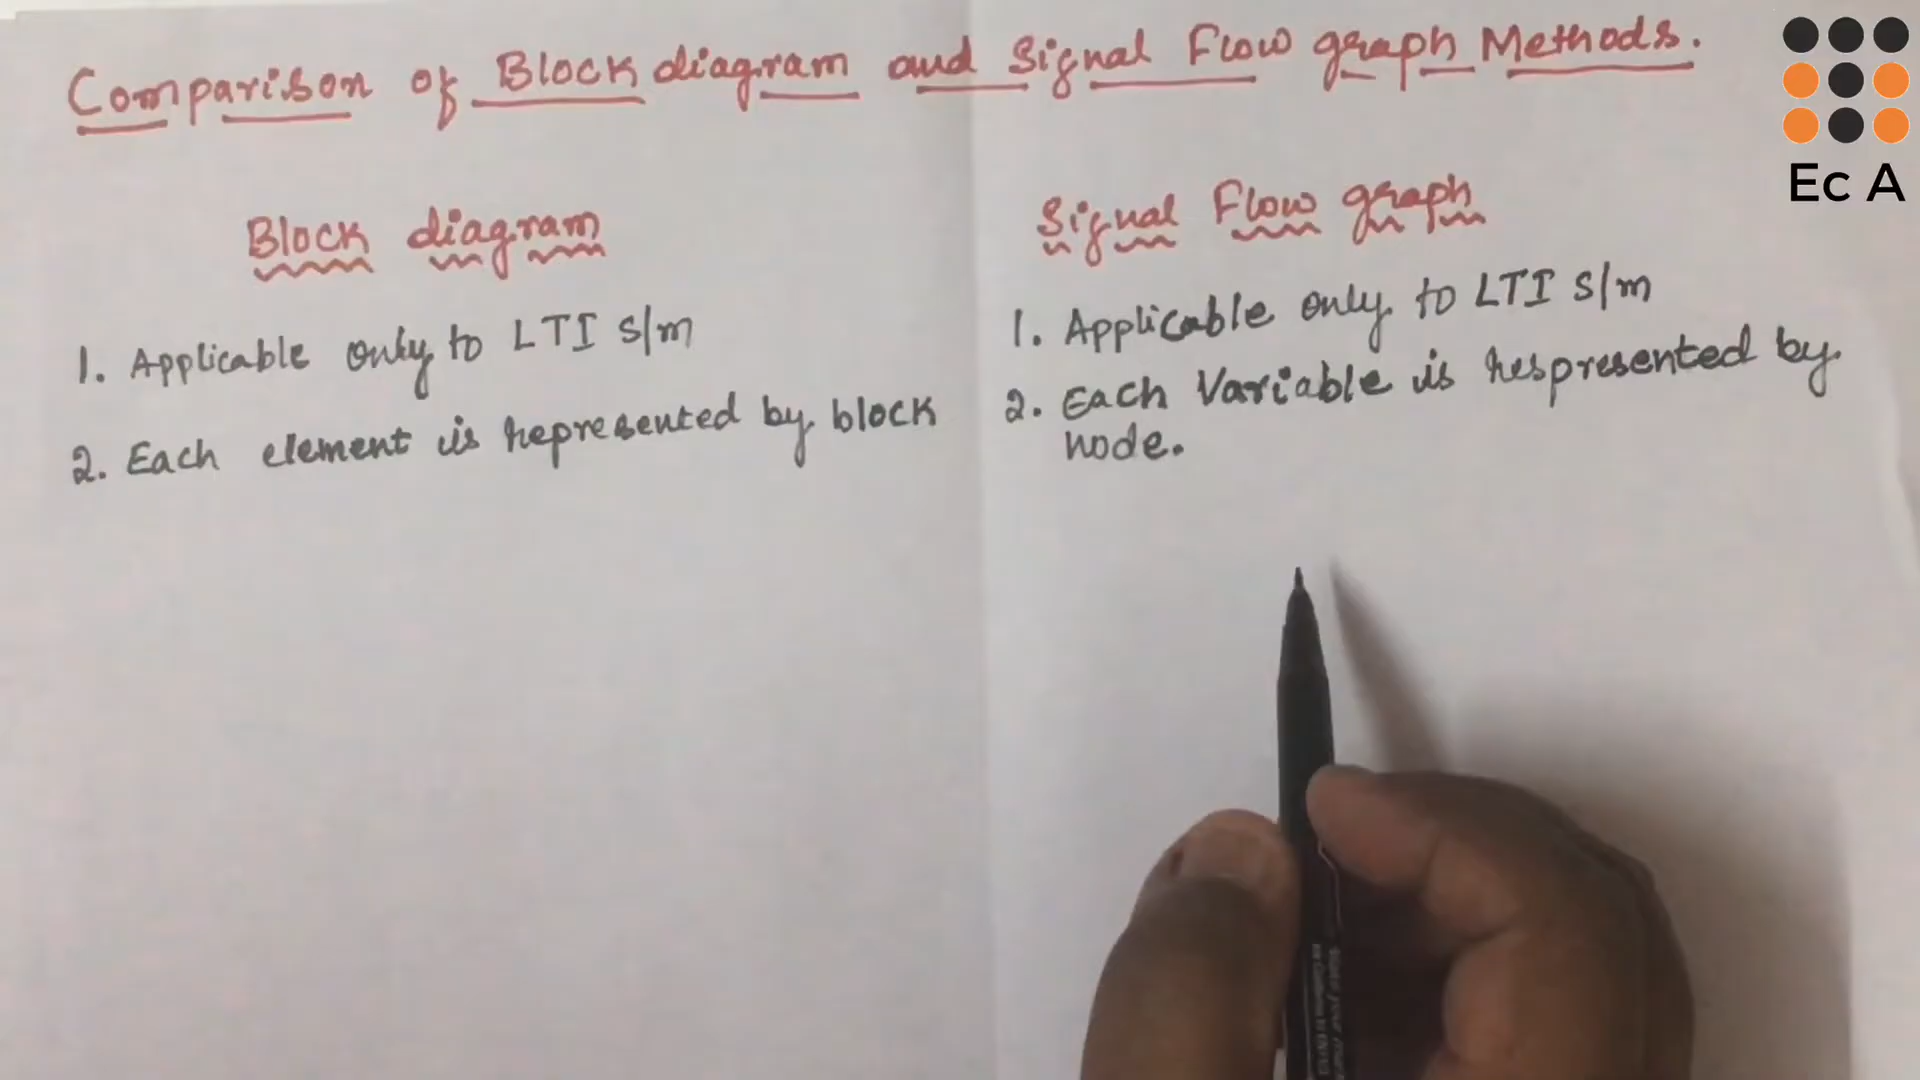 Comparison of Block diagram and Signal Flow graph Methods.
Ec A
Block diagram
1. Applicable only to LTI s/m
2. Each element is represented by block
Signal Flow graph
1. Applicable only to LTI s/m
2. Each Variable is respresented by
node.